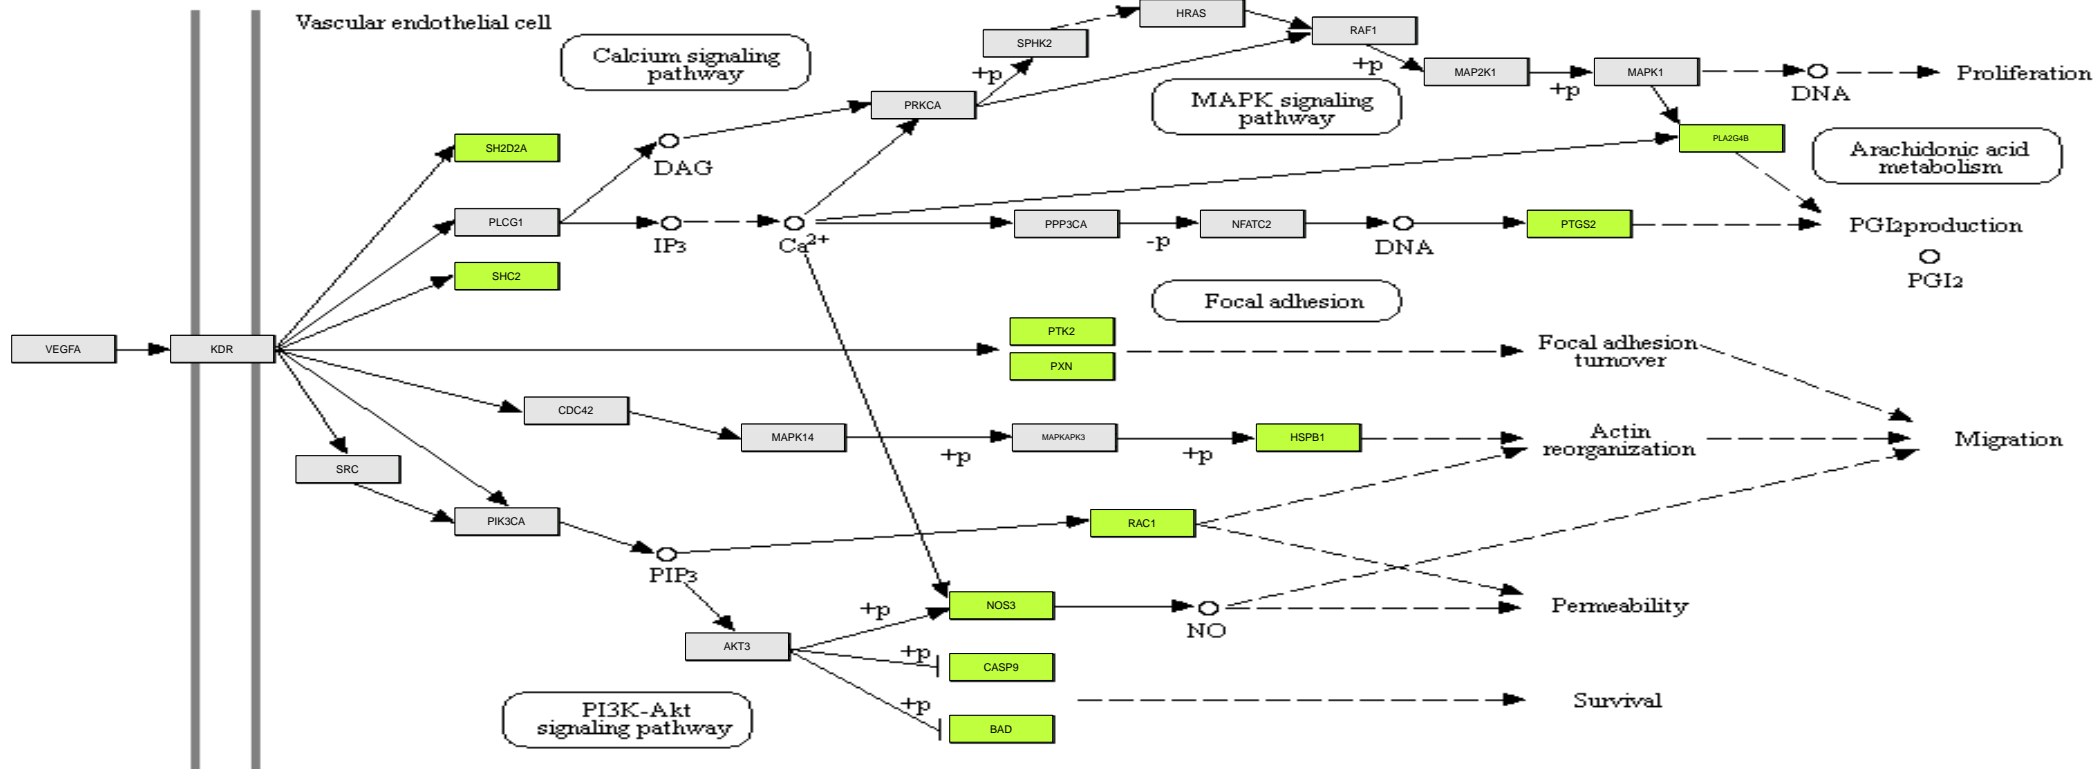 Vascular endothelial cell
HRAS
SPHK2
RAF1
Calcium signaling
pathway
+p
+p
MAP2K1
MAPK1
DNA
Proliferation
+p
PRKCA
MAPK signaling
pathway
SH2D2A
DAG
PLA2G4B
Arachidonic acid
metabolism
PLCG1
IP3
Ca2+
PPP3CA
-p
NFATC2
DNA
PTGS2
PGI2production
PGI2
SHC2
Focal adhesion
VEGFA
KDR
PTK2
PXN
Focal adhesion
turnover
CDC42
MAPK14
+p
MAPKAPK3
+p
HSPB1
Actin
reorganization
Migration
SRC
PIK3CA
RAC1
PIP3
+p
NOS3
NO
Permeability
AKT3
+p
CASP9
+p
BAD
Survival
PI3K-Akt
signaling pathway